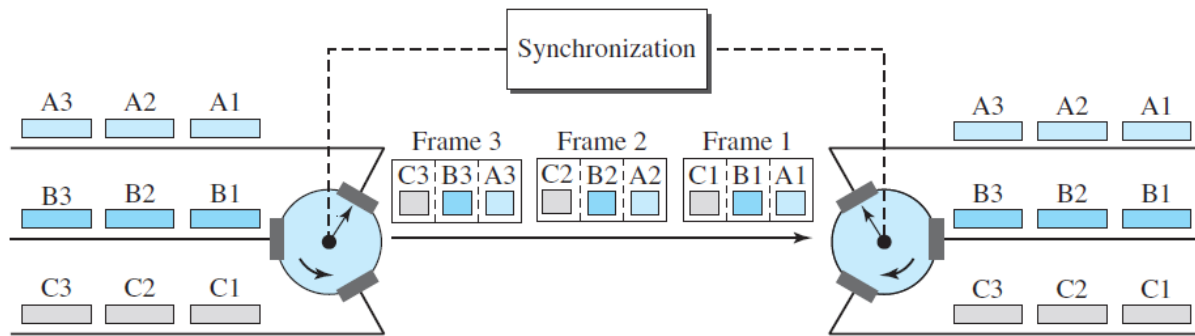 Synchronization
A3 A2 A1
Frame 3 Frame 2 Frame 1
A3 A2 A1
C3 B3 A3 C2 B2 A2 C1 B1 A1
B3 B2 B1
B3 B2 B1
C3 C2 C1
C3 C2 C1